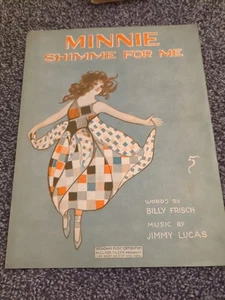 MINNIE
SHIMMIE FOR ME
5
WORDS BY
BILLY FRISCH
MUSIC BY
JIMMY LUCAS